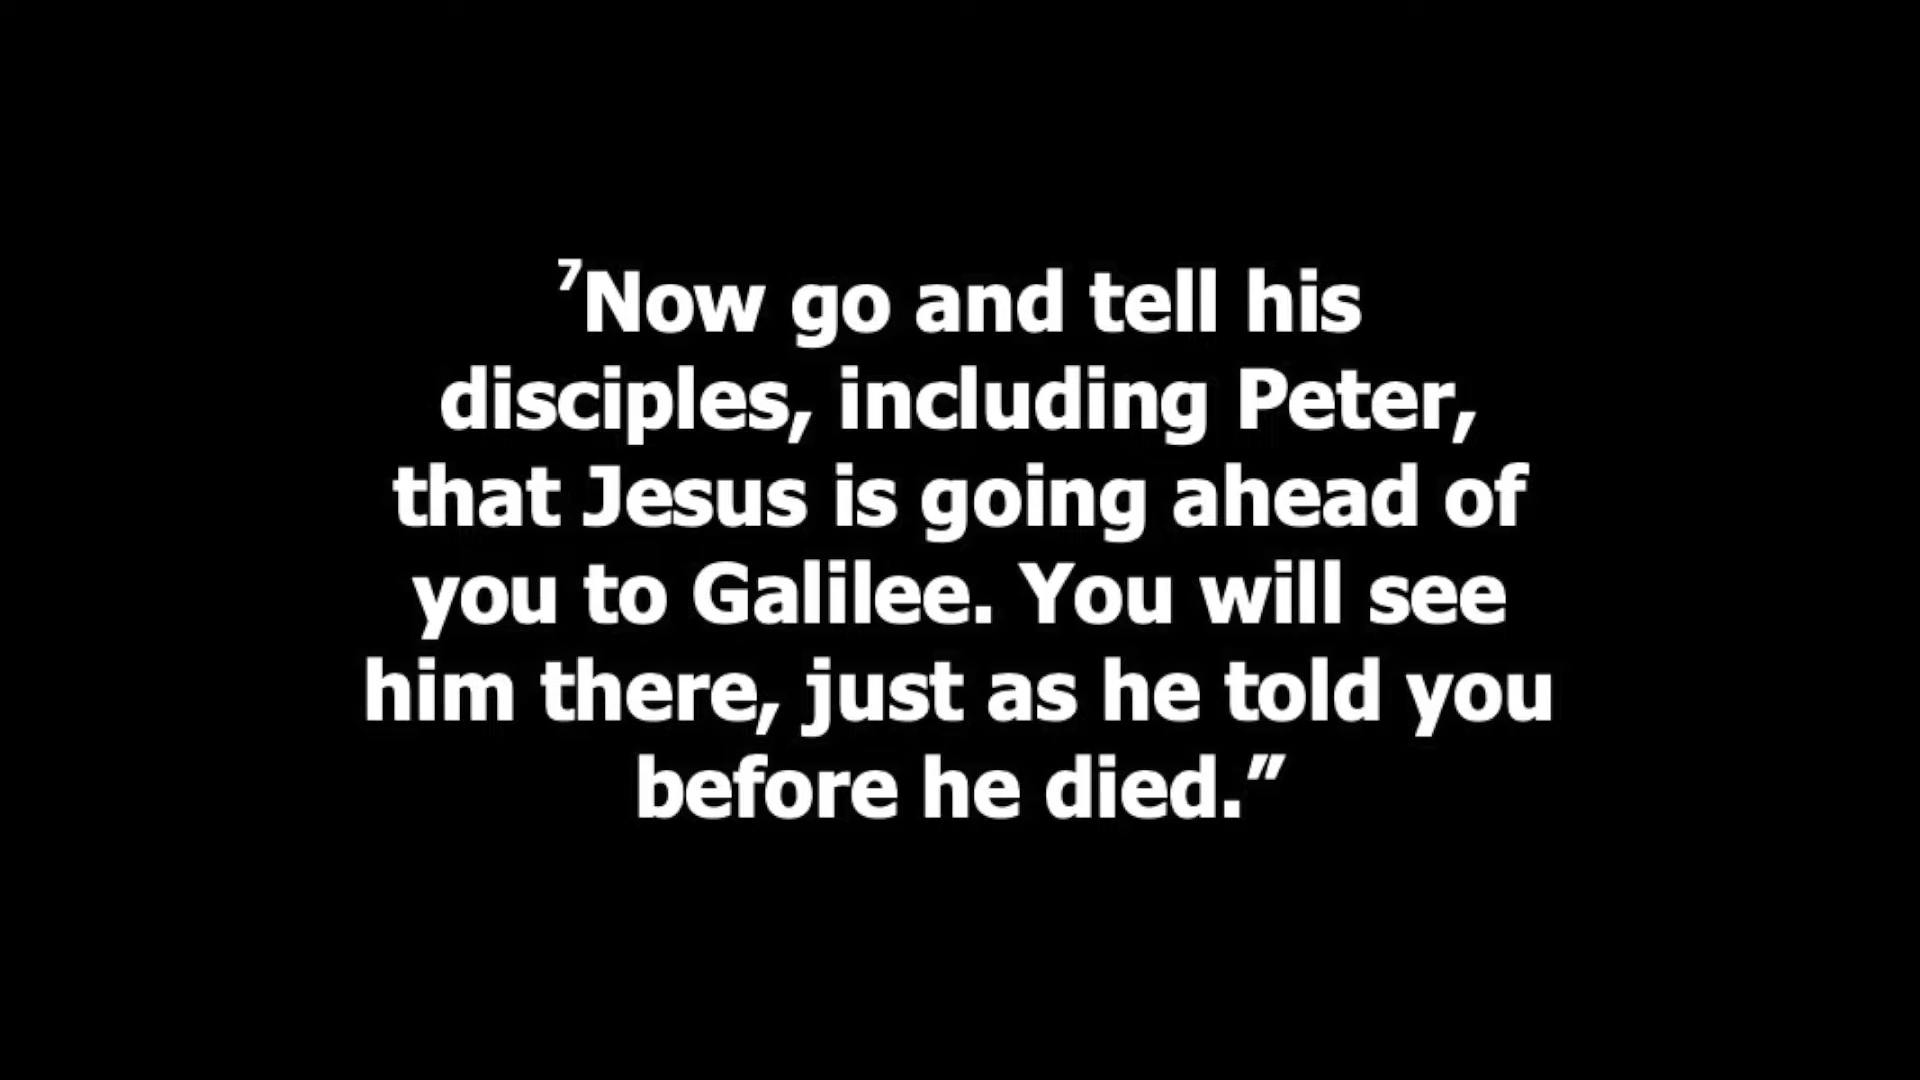 ⁷Now go and tell his
disciples, including Peter,
that Jesus is going ahead of
you to Galilee. You will see
him there, just as he told you
before he died.”